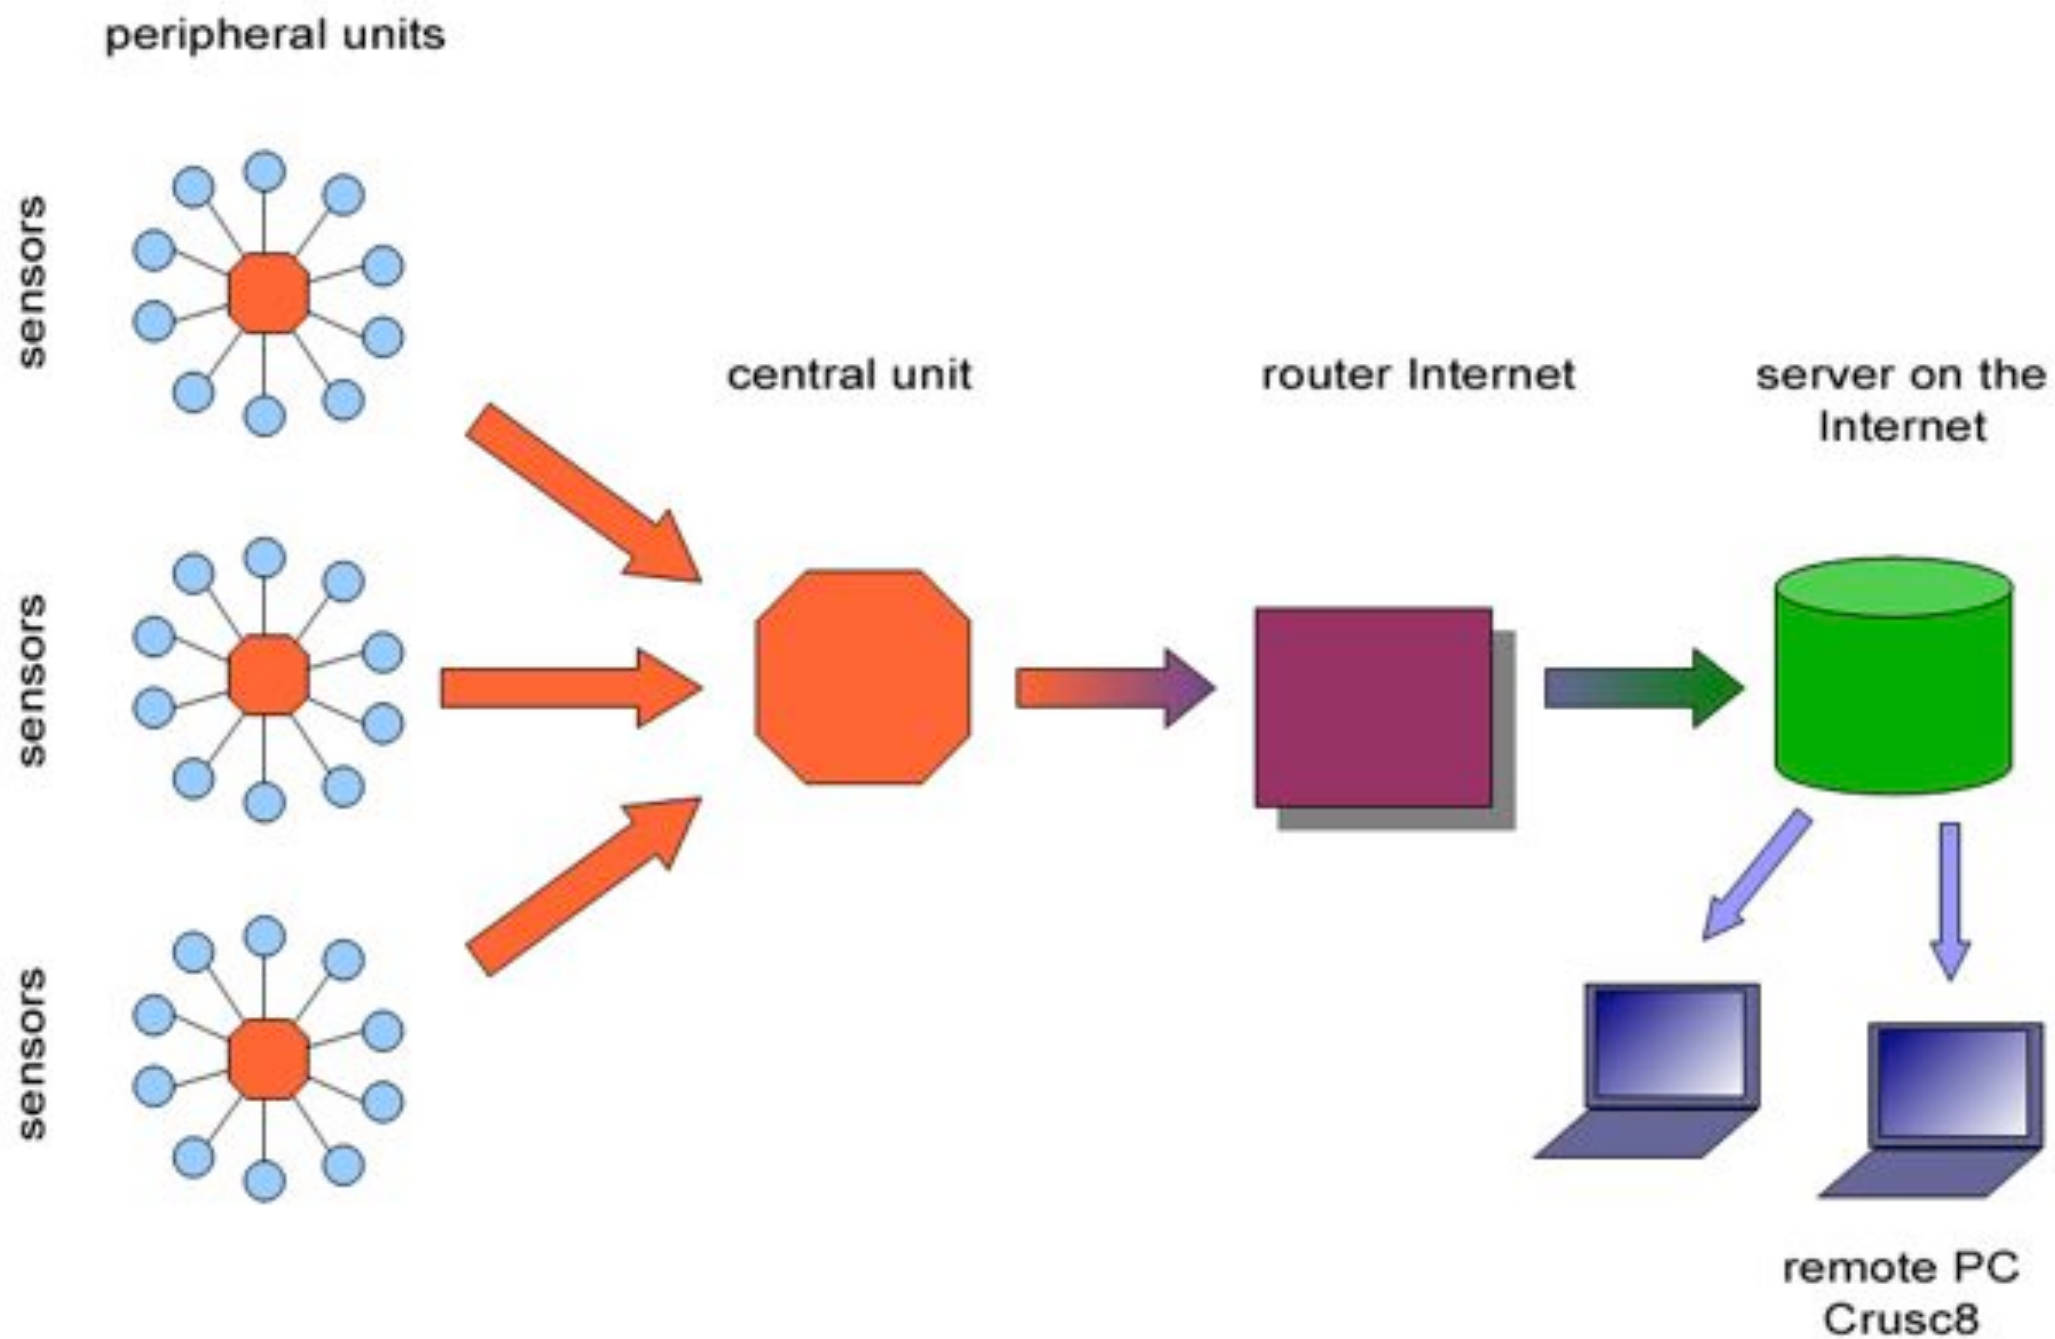 peripheral units
sensors
central unit
router Internet
server on the
Internet
sensors
sensors
remote PC
Crusc8